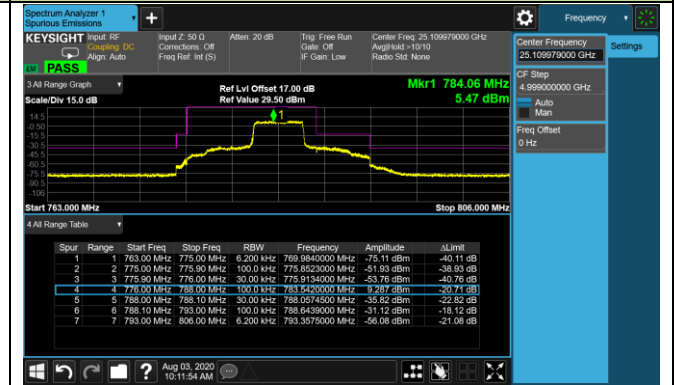 Spectrum Analyzer 1
Spurious Emissions
Frequency
KEYSIGHT
Input: RF
Coupling: DC
Align: Auto
Input Z: 50 Ω
Corrections: Off
Freq Ref: Int (S)
Atten: 20 dB
Trig: Free Run
Gate: Off
IF Gain: Low
Center Freq: 25.109979000 GHz
Avg|Hold:>10/10
Radio Std: None
LXI PASS
Center Frequency
25.109979000 GHz
Settings
CF Step
4.999000000 GHz
Auto
Man
Freq Offset
0 Hz
3 All Range Graph
Scale/Div 15.0 dB
Ref Lvl Offset 17.00 dB
Ref Value 29.50 dBm
Mkr1 784.06 MHz
5.47 dBm
1
14.5
-0.50
-15.5
-30.5
-45.5
-60.5
-75.5
-90.5
-106
Start 763.000 MHz
Stop 806.000 MHz
4 All Range Table
Spur Range Start Freq Stop Freq RBW Frequency Amplitude ΔLimit
1 1 763.00 MHz 775.00 MHz 6.200 kHz 769.9840000 MHz -75.11 dBm -40.11 dB
2 2 775.00 MHz 775.90 MHz 100.0 kHz 775.8523000 MHz -51.93 dBm -38.93 dB
3 3 775.90 MHz 776.00 MHz 30.00 kHz 775.9134000 MHz -53.76 dBm -40.76 dB
4 4 776.00 MHz 788.00 MHz 100.0 kHz 783.5420000 MHz 9.287 dBm -20.71 dB
5 5 788.00 MHz 788.10 MHz 30.00 kHz 788.0574500 MHz -35.82 dBm -22.82 dB
6 6 788.10 MHz 793.00 MHz 100.0 kHz 788.6439000 MHz -31.12 dBm -18.12 dB
7 7 793.00 MHz 806.00 MHz 6.200 kHz 793.3575000 MHz -56.08 dBm -21.08 dB
Aug 03, 2020
10:11:54 AM